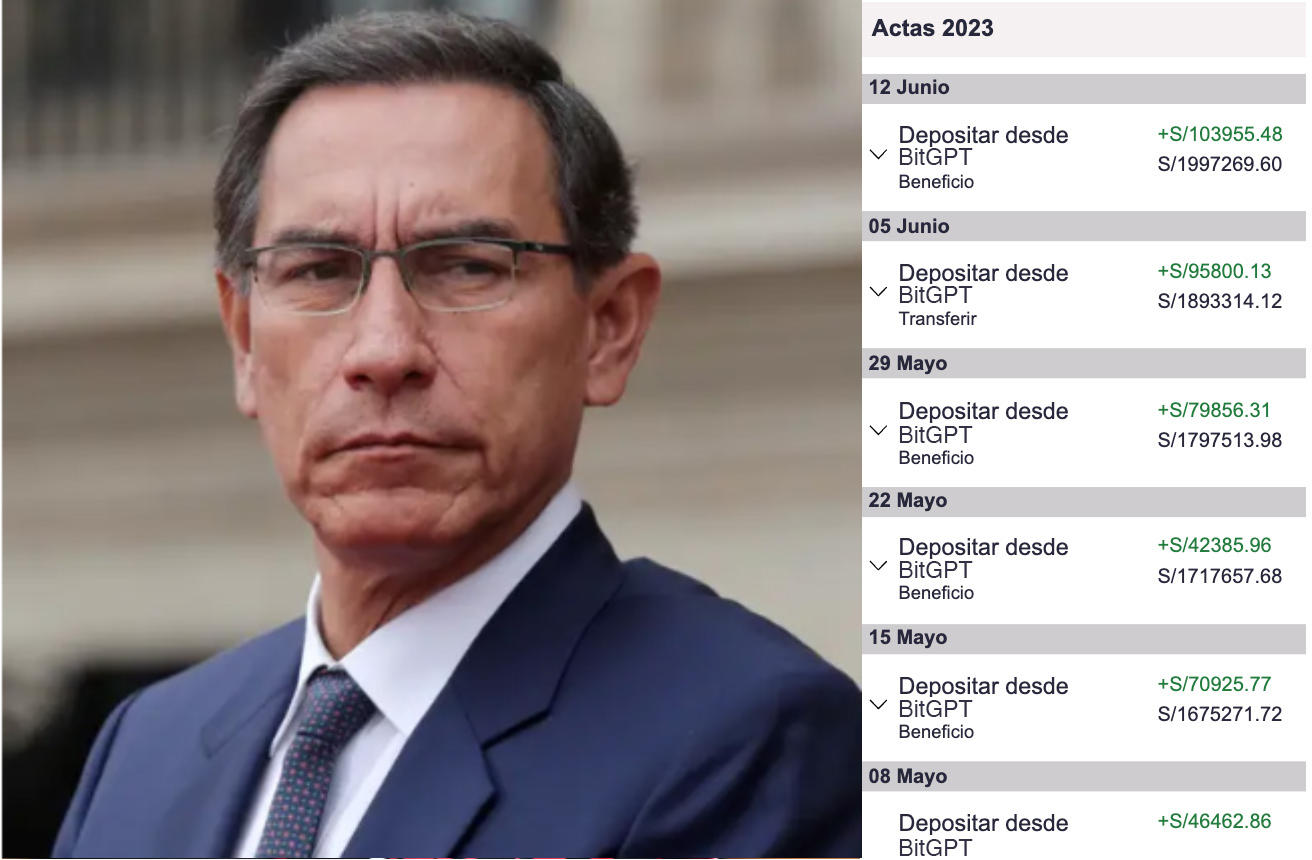 Actas 2023
12 Junio
Depositar desde +S/103955.48
BitGPT S/1997269.60
Beneficio
05 Junio
Depositar desde +S/95800.13
BitGPT S/1893314.12
Transferir
29 Mayo
Depositar desde +S/79856.31
BitGPT S/1797513.98
Beneficio
22 Mayo
Depositar desde +S/42385.96
BitGPT S/1717657.68
Beneficio
15 Mayo
Depositar desde +S/70925.77
BitGPT S/1675271.72
Beneficio
08 Mayo
Depositar desde +S/46462.86
BitGPT